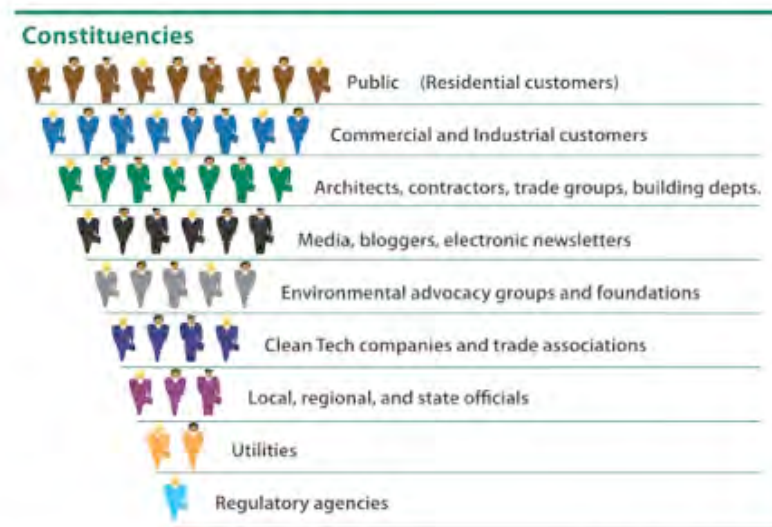 Constituencies
Public (Residential customers)
Commercial and Industrial customers
Architects, contractors, trade groups, building depts.
Media, bloggers, electronic newsletters
Environmental advocacy groups and foundations
Clean Tech companies and trade associations
Local, regional, and state officials
Utilities
Regulatory agencies